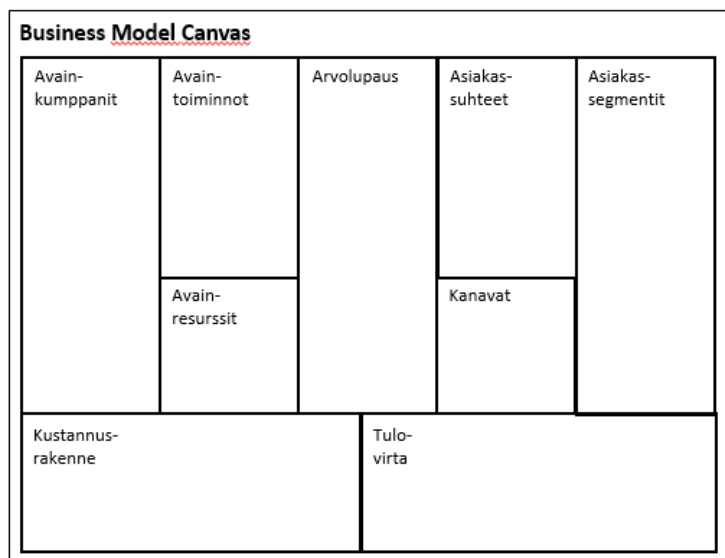 Business Model Canvas
Avain-
kumppanit
Avain-
toiminnot
Arvolupaus
Asiakas-
suhteet
Asiakas-
segmentit
Avain-
resurssit
Kanavat
Kustannus-
rakenne
Tulo-
virta